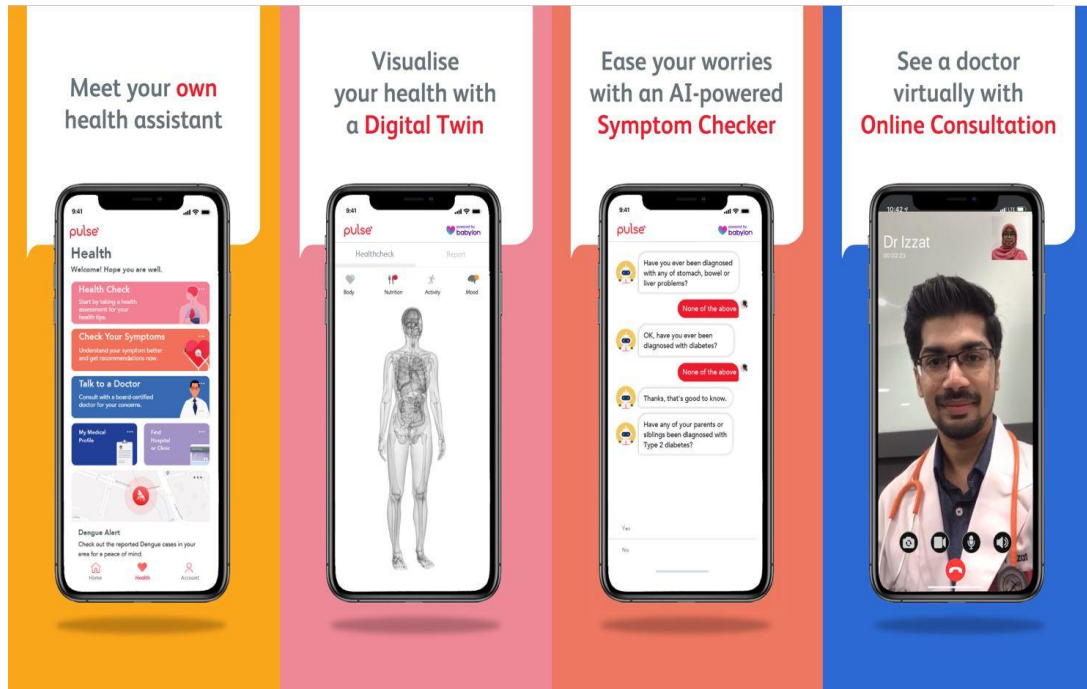 Meet your own
health assistant
9:41
pulse
Health
Welcome! Hope you are well.
Health Check
Start by taking a health
assessment for your
health tips.
Check Your Symptoms
Understand your symptom better
and get recommendations now.
Talk to a Doctor
Consult with a board-certified
doctor for your concerns.
My Medical
Profile
Find
Hospital
or Clinic
Dengue Alert
Check out the reported Dengue cases in your
area for a peace of mind.
Home
Health
Account
Visualise
your health with
a Digital Twin
9:41
pulse
powered by
babylon
Healthcheck
Report
Body
Nutrition
Activity
Mood
Ease your worries
with an AI-powered
Symptom Checker
9:41
pulse
powered by
babylon
Have you ever been diagnosed
with any of stomach, bowel or
liver problems?
None of the above
OK, have you ever been
diagnosed with diabetes?
None of the above
Thanks, that's good to know.
Have any of your parents or
siblings been diagnosed with
Type 2 diabetes?
Yes
No
See a doctor
virtually with
Online Consultation
10:42
LTE
Dr Izzat
00:02:23